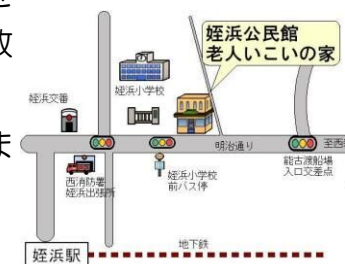 攵
ま
姪浜公民館
老人いこいの家
姪浜小学校
姪浜交番
明治通り
至西
西消防署
姪浜出張所
姪浜小学校
前バス停
能古渡船場
入口交差点
地下鉄
姪浜駅